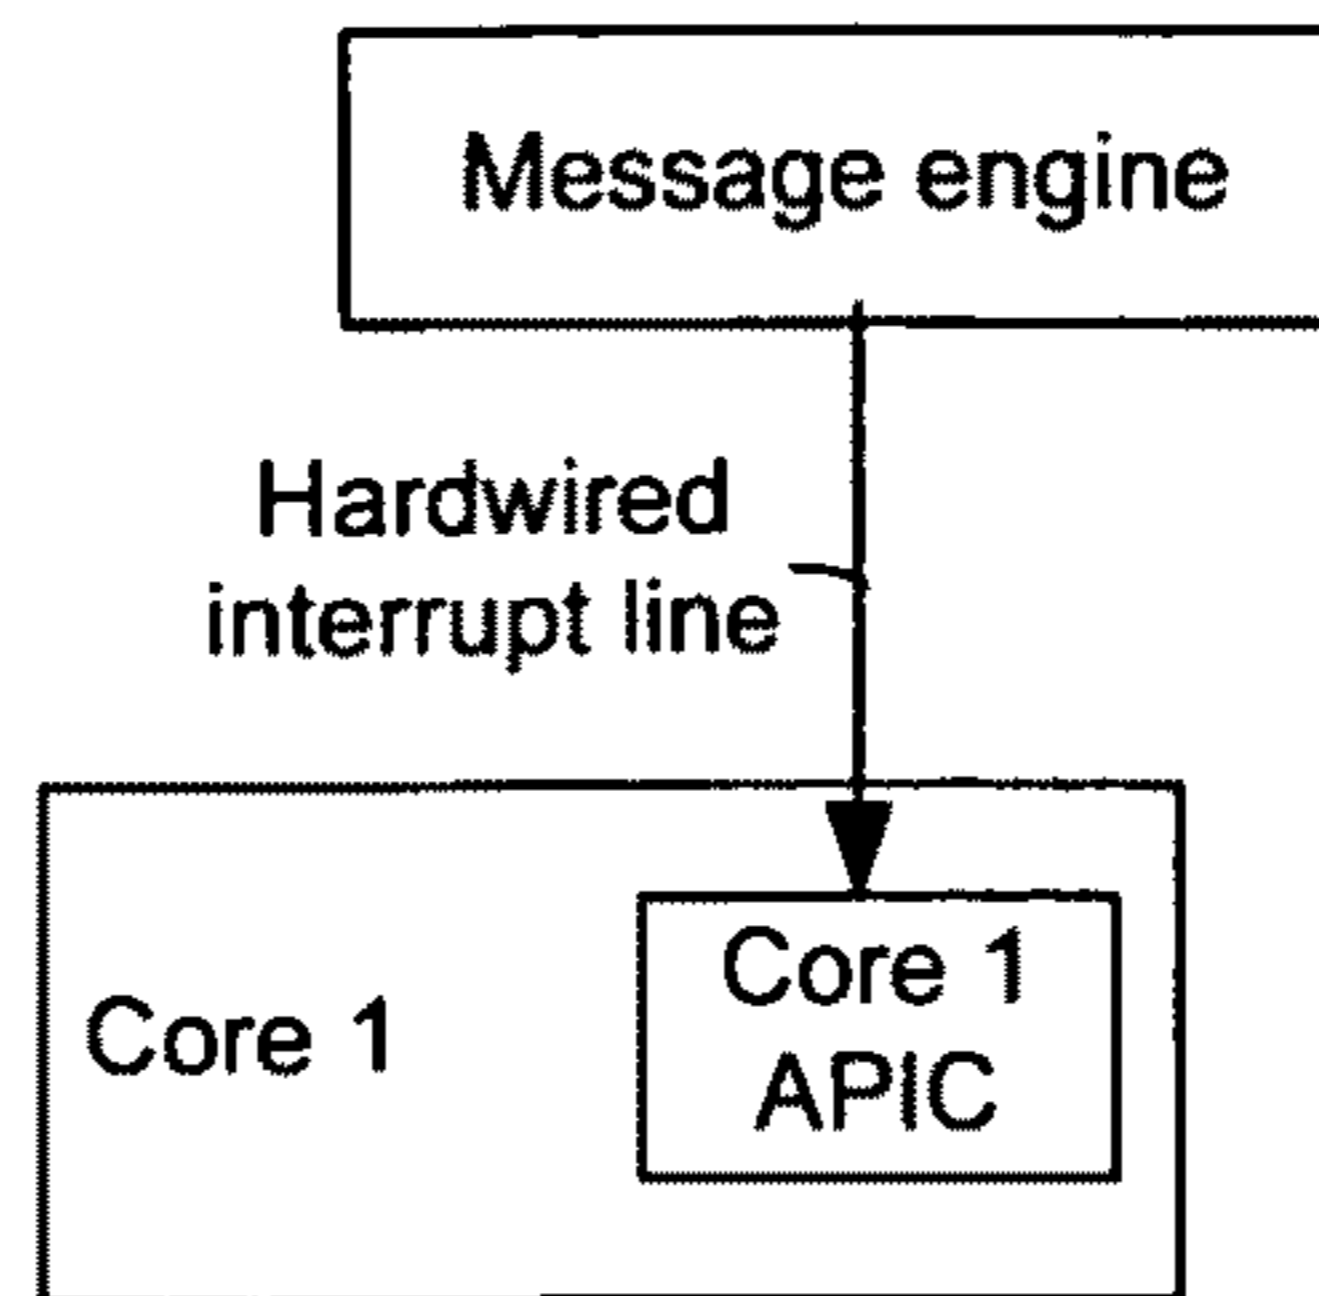 Message engine
Hardwired
interrupt line
Core 1
Core 1
APIC